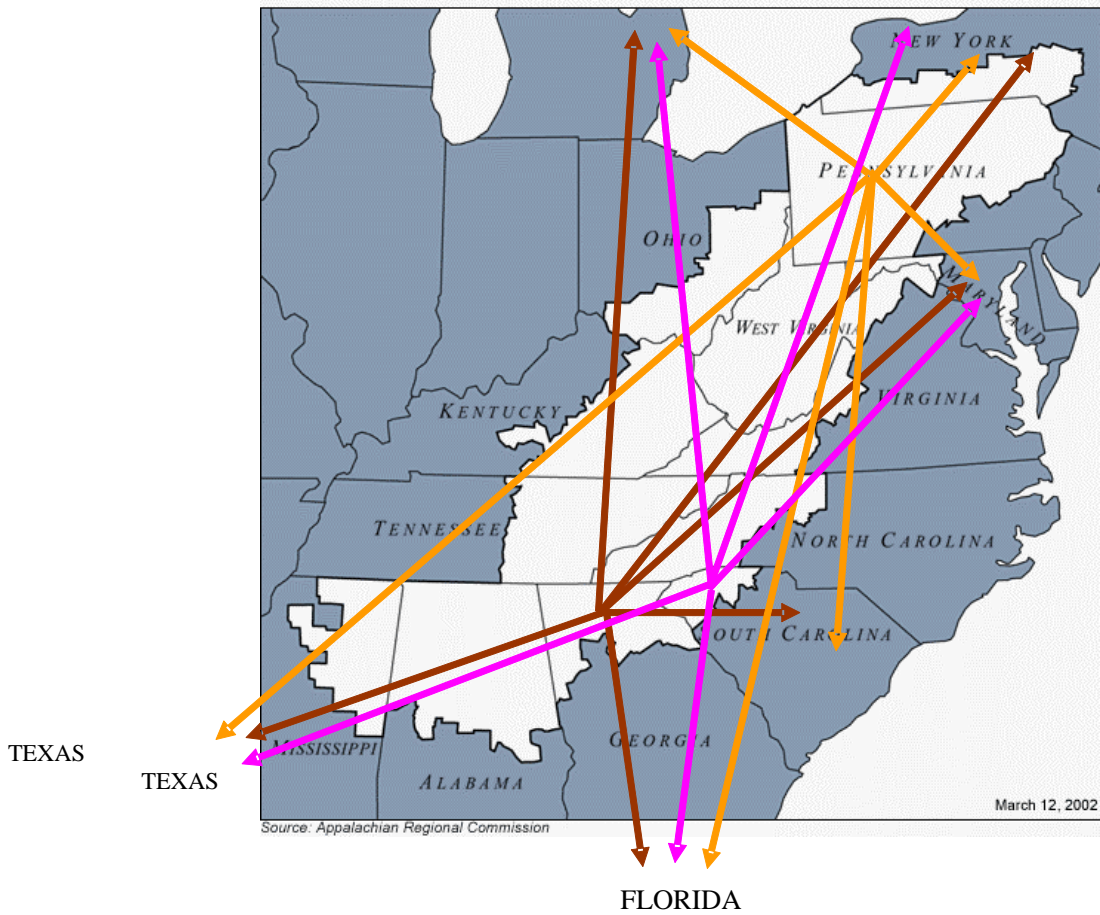 NEW YORK
PENNSYLVANIA
OHIO
MARYLAND
WEST VIRGINIA
KENTUCKY
VIRGINIA
TENNESSEE
NORTH CAROLINA
SOUTH CAROLINA
GEORGIA
MISSISSIPPI
TEXAS
TEXAS
ALABAMA
March 12, 2002
Source: Appalachian Regional Commission
FLORIDA